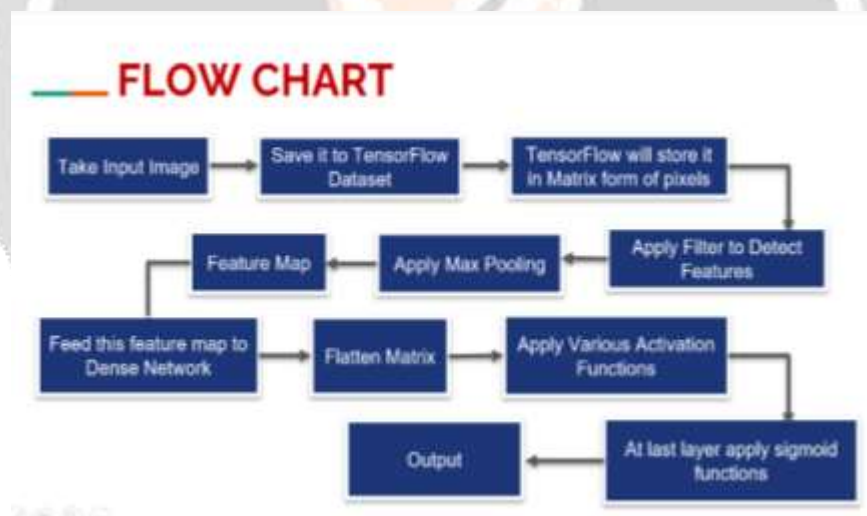 FLOW CHART
Take Input Image
Save it to TensorFlow
Dataset
TensorFlow will store it
in Matrix form of pixels
Apply Filter to Detect
Features
Apply Max Pooling
Feature Map
Feed this feature map to
Dense Network
Flatten Matrix
Apply Various Activation
Functions
At last layer apply sigmoid
functions
Output